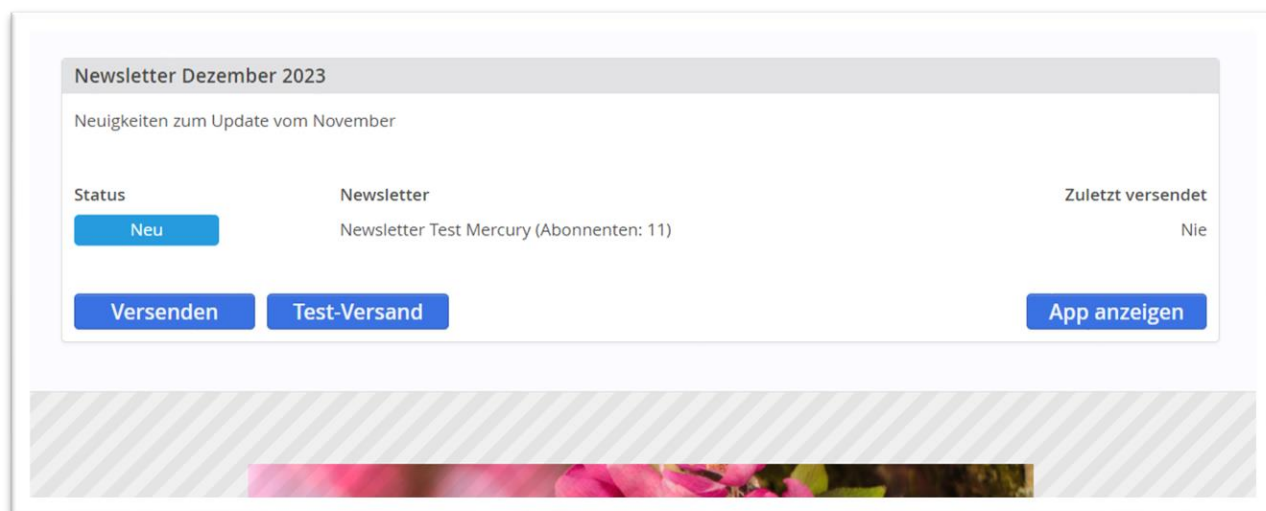 Newsletter Dezember 2023
Neuigkeiten zum Update vom November
Status Newsletter Zuletzt versendet
Neu Newsletter Test Mercury (Abonnenten: 11) Nie
Versenden Test-Versand App anzeigen